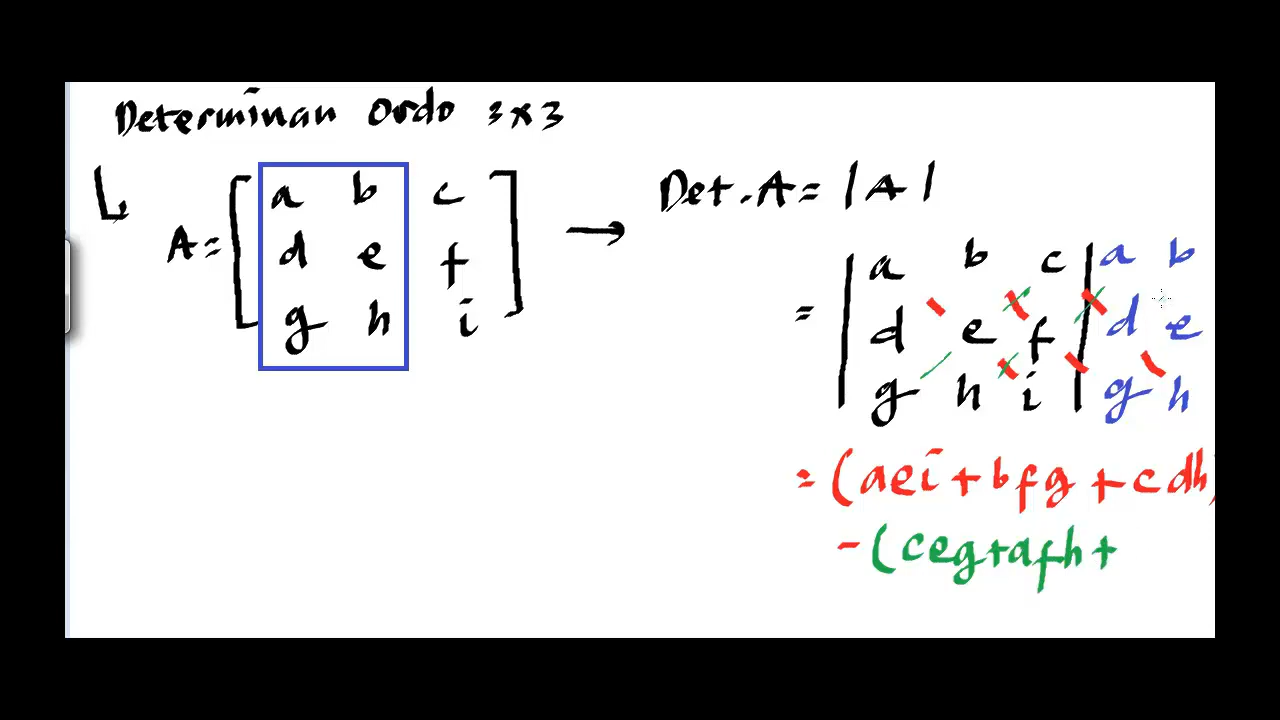 Determinan Ordo 3x3
A = [ a b c
d e f
g h i ] →
Det. A = |A|
= | a b c | a b
d e f | d e
g h i | g h
= (aei + bfg + cdh)
- (ceg + afh +